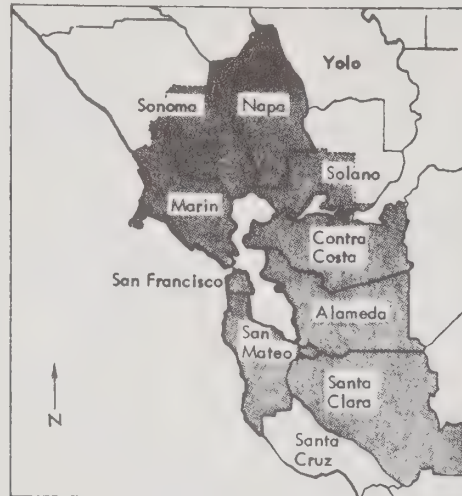 Yolo
Sonoma
Napa
Solano
Marin
Contra
Costa
San Francisco
Alameda
San
Mateo
Santa
Clara
Santa
Cruz
N